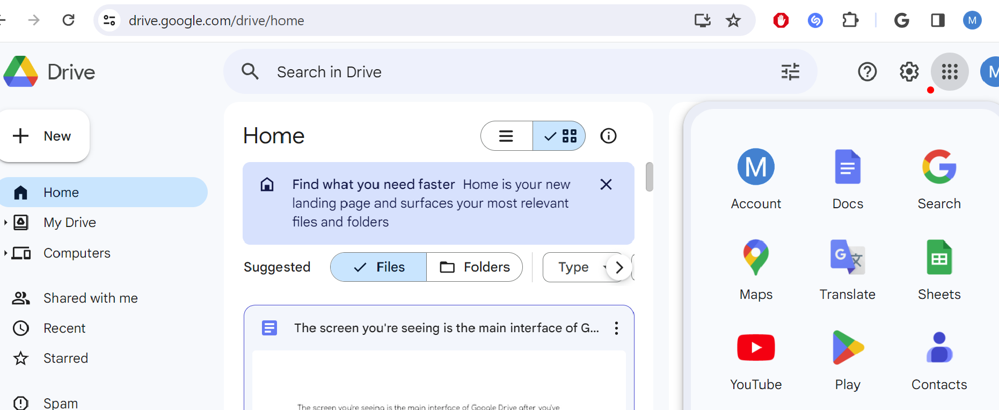 drive.google.com/drive/home
M
Drive
Search in Drive
M
New
Home
My Drive
Computers
Shared with me
Recent
Starred
Spam
Home
Find what you need faster Home is your new
landing page and surfaces your most relevant
files and folders
Suggested
Files
Folders
Type
The screen you're seeing is the main interface of G...
The screen you're seeing is the main interface of Google Drive after you've
M
Account
Docs
Search
Maps
Translate
Sheets
YouTube
Play
Contacts